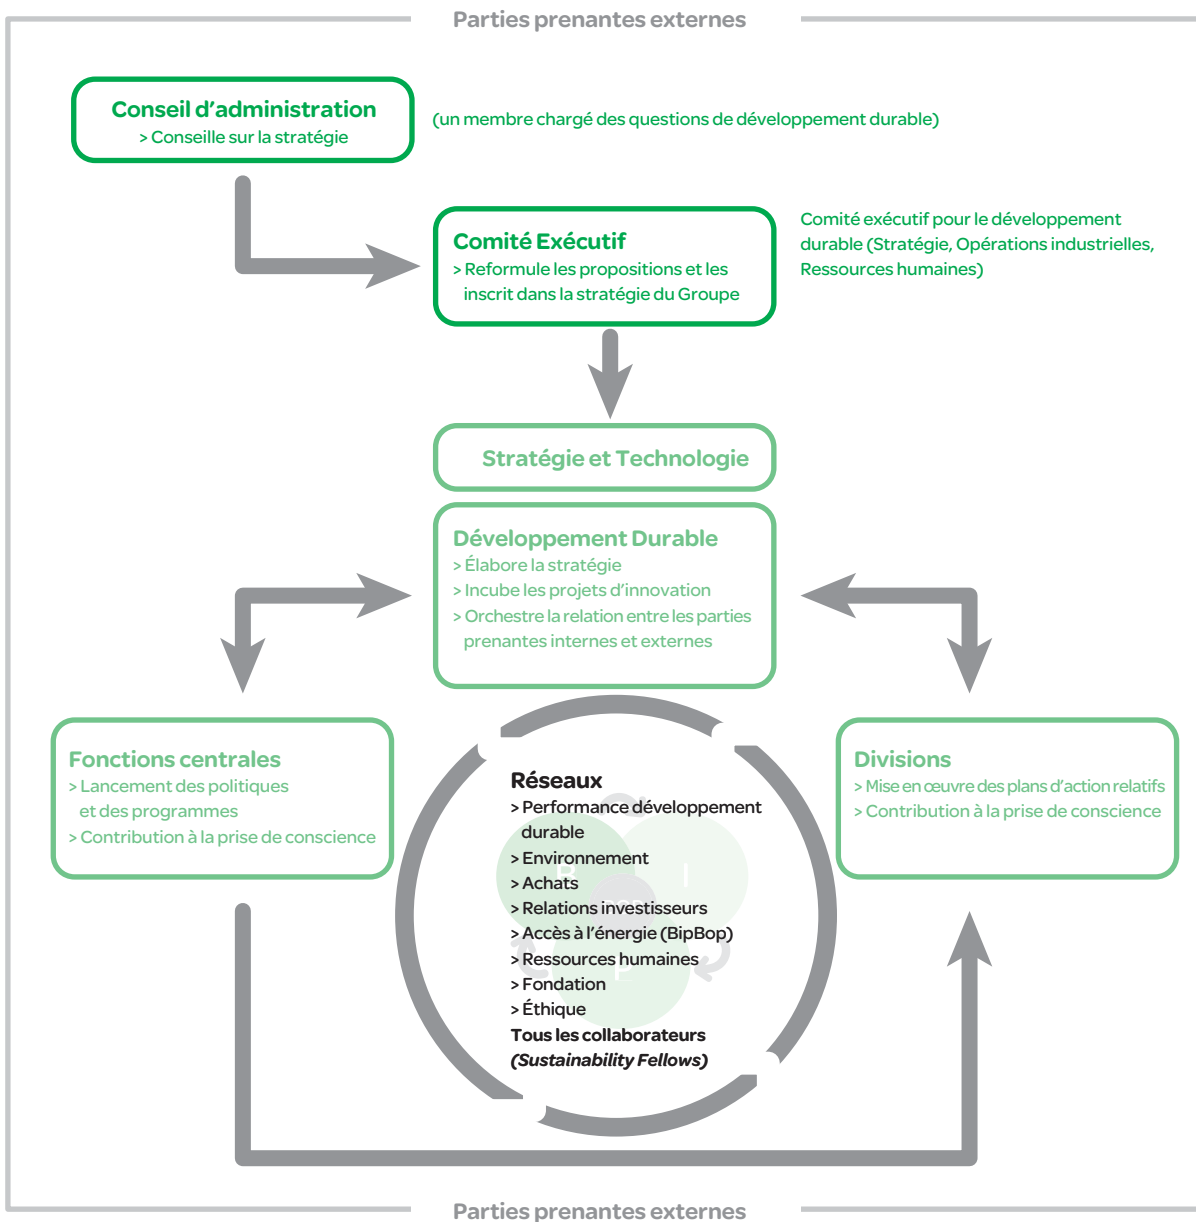 Parties prenantes externes
Conseil d'administration
> Conseille sur la stratégie
(un membre chargé des questions de développement durable)
Comité Exécutif
> Reformule les propositions et les
inscrit dans la stratégie du Groupe
Comité exécutif pour le développement
durable (Stratégie, Opérations industrielles,
Ressources humaines)
Stratégie et Technologie
Développement Durable
> Élabore la stratégie
> Incube les projets d'innovation
> Orchestre la relation entre les parties
prenantes internes et externes
Fonctions centrales
> Lancement des politiques
et des programmes
> Contribution à la prise de conscience
Réseaux
> Performance développement
durable
> Environnement
> Achats
> Relations investisseurs
> Accès à l'énergie (BipBop)
> Ressources humaines
> Fondation
> Éthique
Tous les collaborateurs
(Sustainability Fellows)
B
I
P
Divisions
> Mise en œuvre des plans d'action relatifs
> Contribution à la prise de conscience
Parties prenantes externes